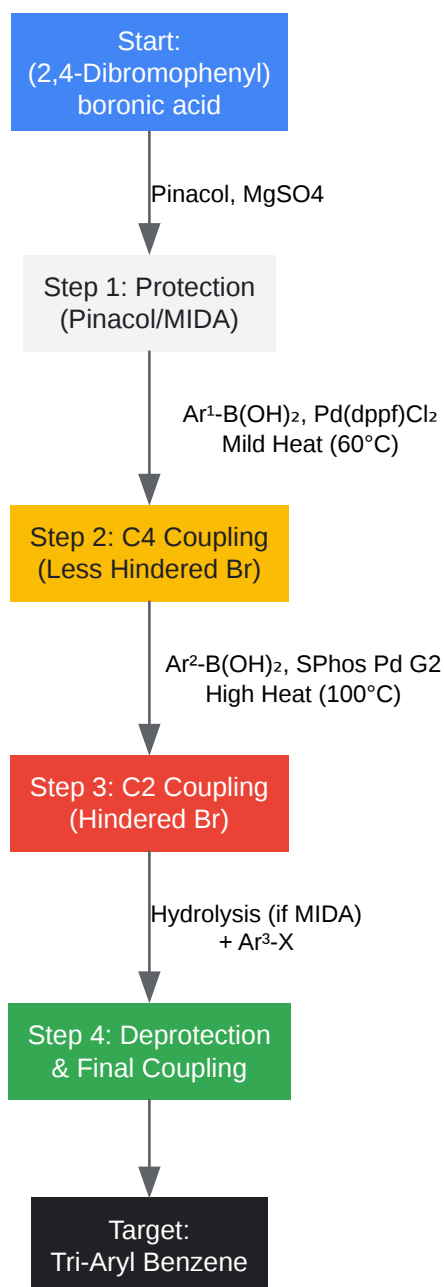 Start:
(2,4-Dibromophenyl)
boronic acid
Pinacol, MgSO4
Step 1: Protection
(Pinacol/MIDA)
Ar¹-B(OH)₂, Pd(dppf)Cl₂
Mild Heat (60°C)
Step 2: C4 Coupling
(Less Hindered Br)
Ar²-B(OH)₂, SPhos Pd G2
High Heat (100°C)
Step 3: C2 Coupling
(Hindered Br)
Hydrolysis (if MIDA)
+ Ar³-X
Step 4: Deprotection
& Final Coupling
Target:
Tri-Aryl Benzene